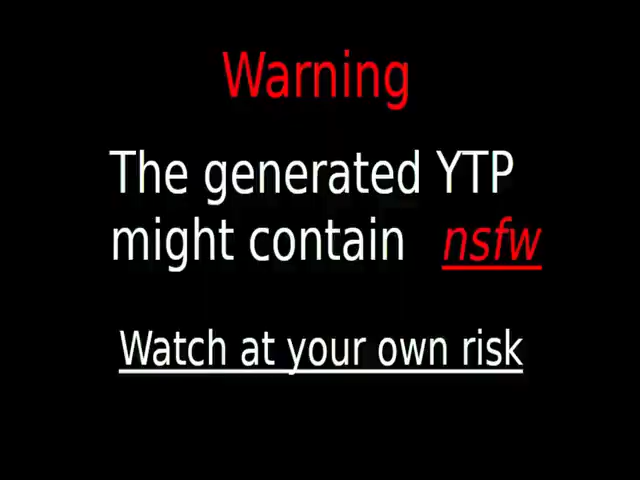 Warning
The generated YTP
might contain nsfw
Watch at your own risk